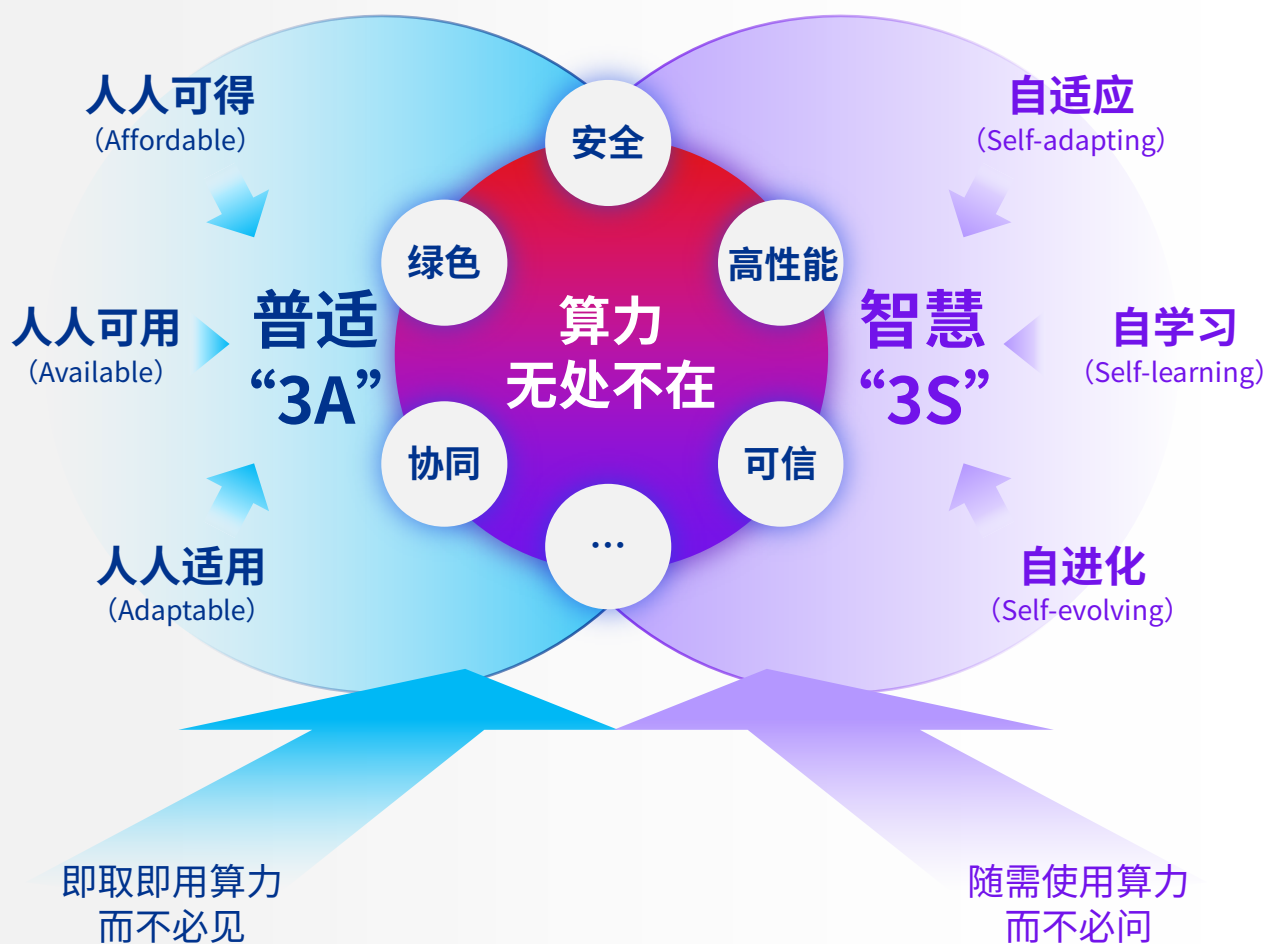 人人可得
（Affordable）
人人可用
（Available）
人人适用
（Adaptable）
普适
“3A”
安全
绿色
高性能
算力
无处不在
协同
可信
…
智慧
“3S”
自适应
（Self-adapting）
自学习
（Self-learning）
自进化
（Self-evolving）
即取即用算力
而不必见
随需使用算力
而不必问